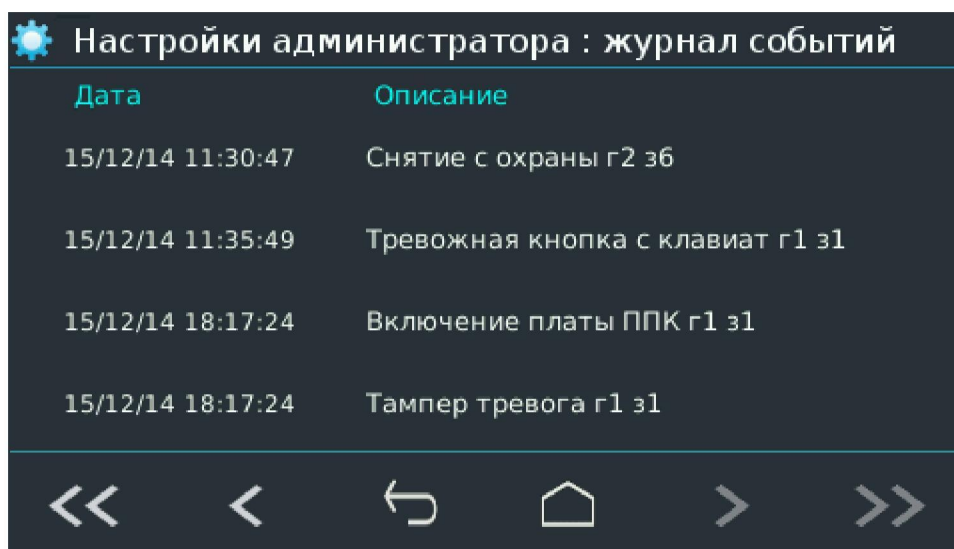 Настройки администратора : журнал событий
Дата Описание
15/12/14 11:30:47 Снятие с охраны г2 з6
15/12/14 11:35:49 Тревожная кнопка с клавиат г1 з1
15/12/14 18:17:24 Включение платы ППК г1 з1
15/12/14 18:17:24 Тампер тревога г1 з1